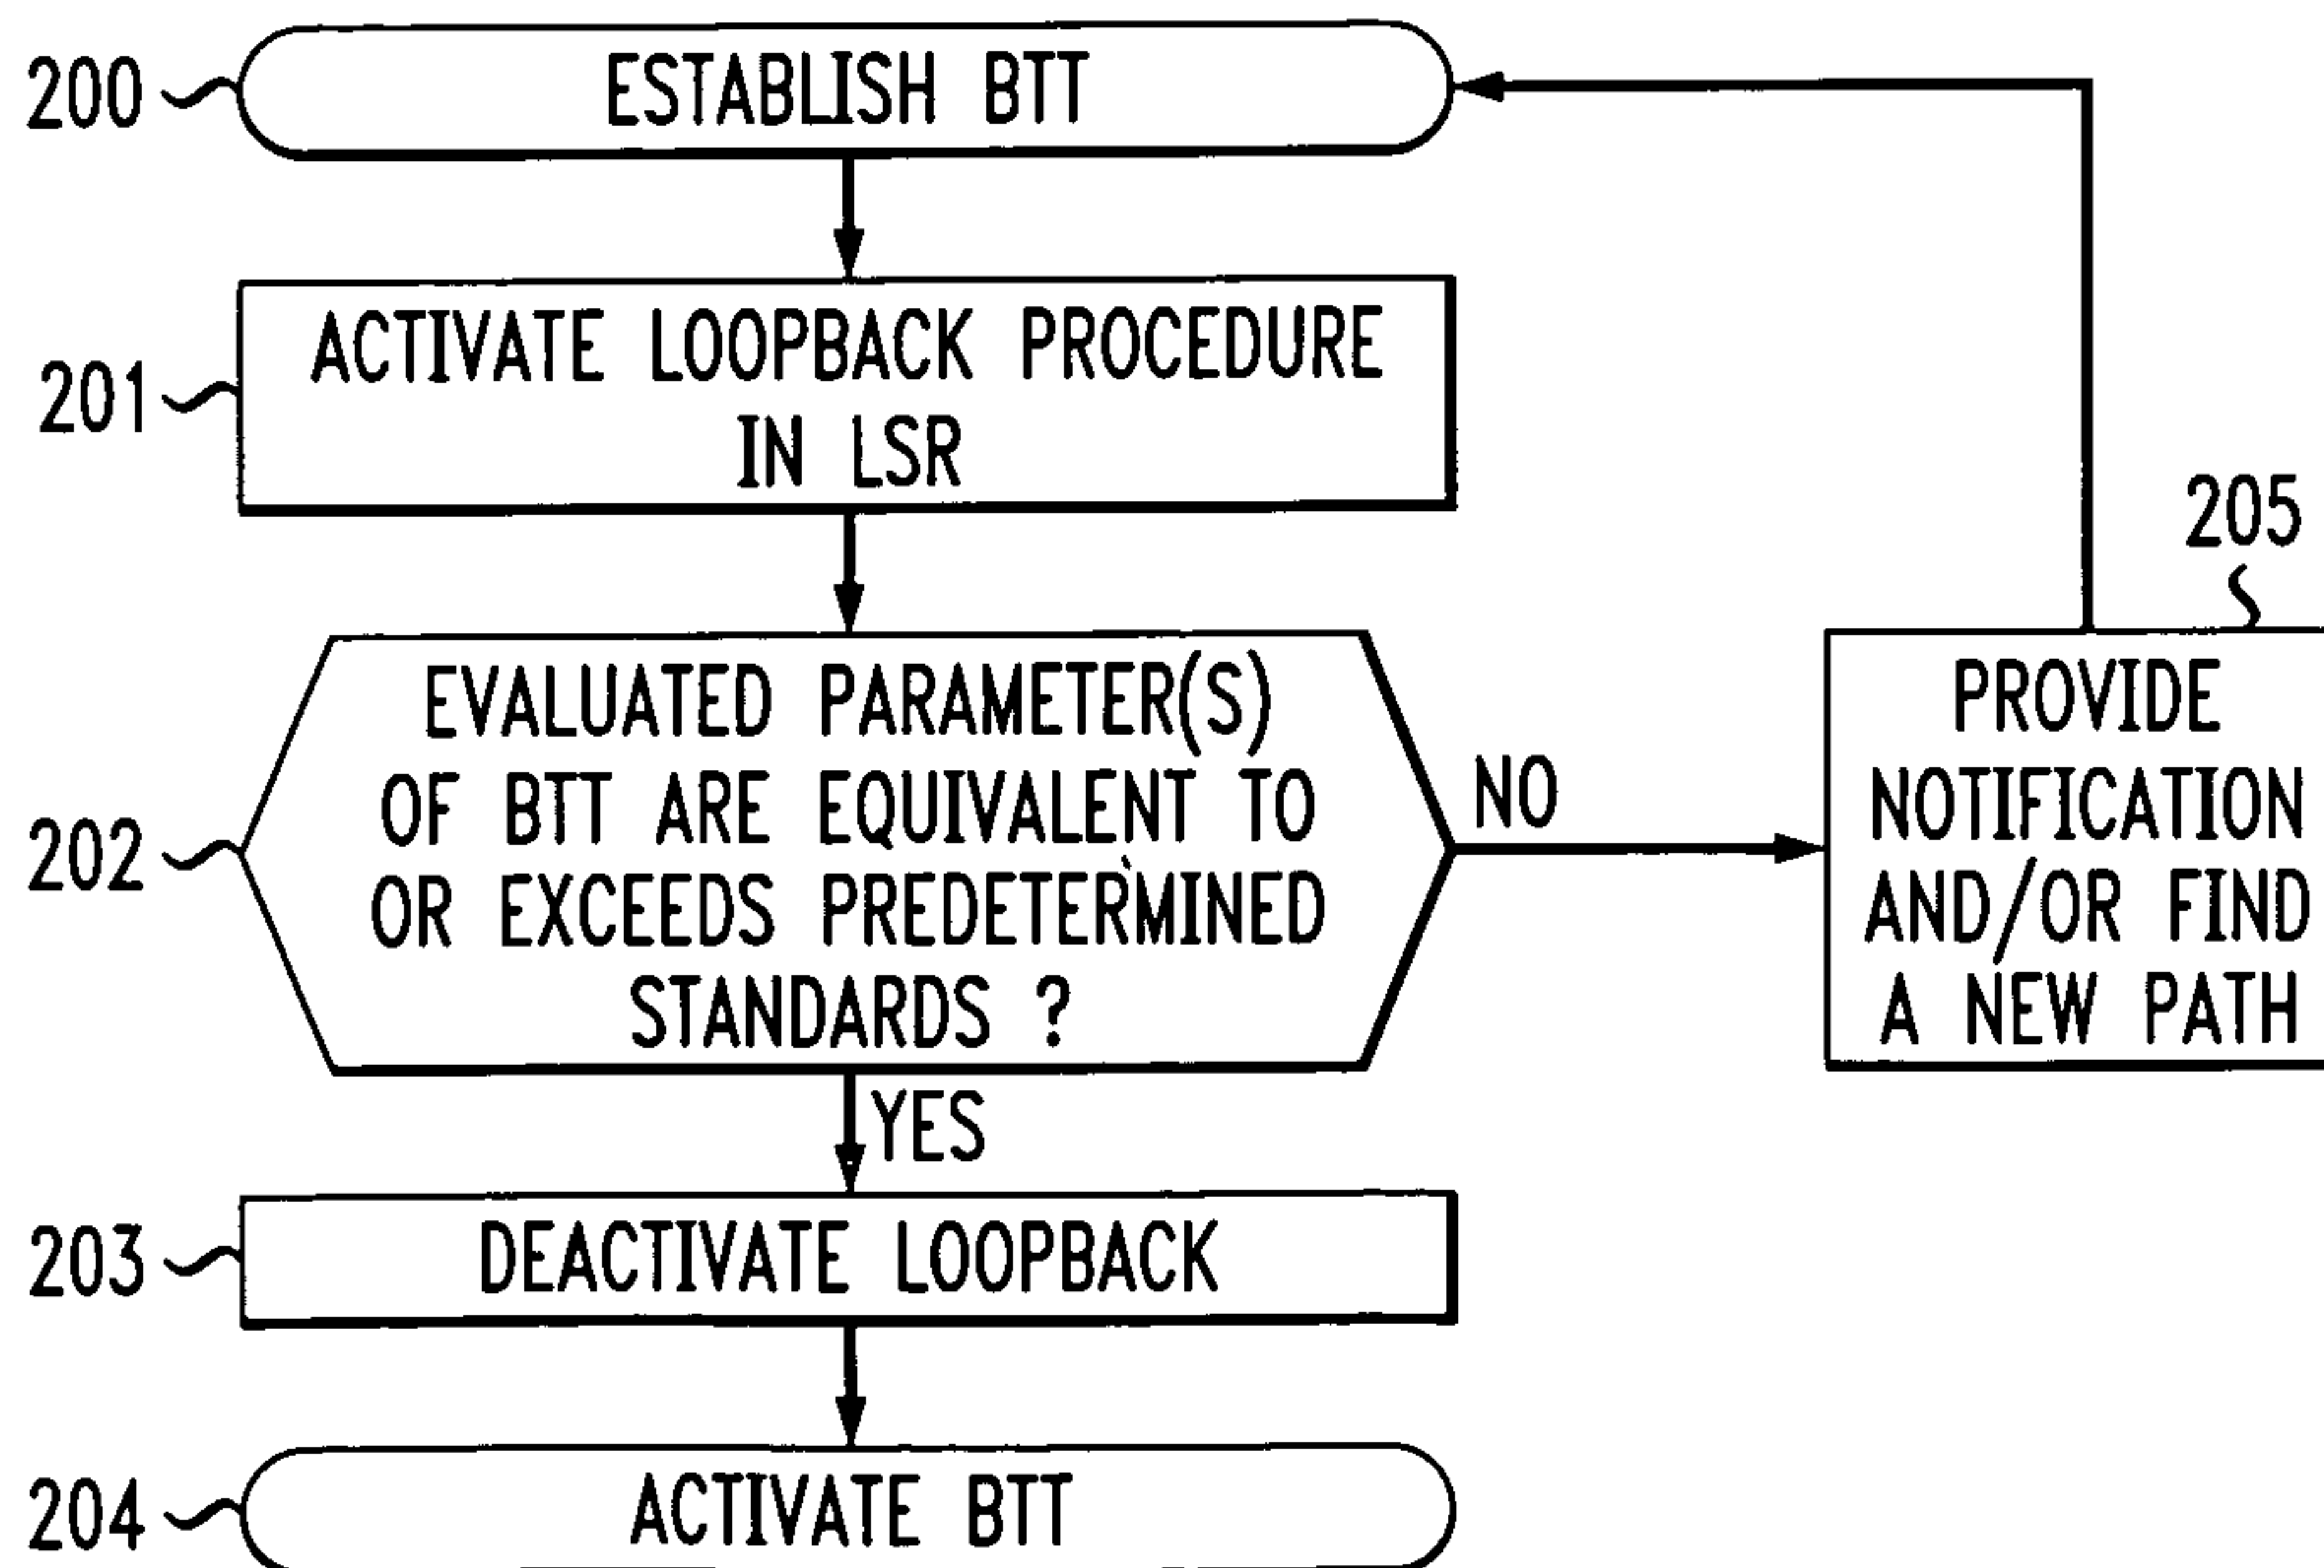 200
ESTABLISH BTT
201
ACTIVATE LOOPBACK PROCEDURE
IN LSR
202
EVALUATED PARAMETER(S)
OF BTT ARE EQUIVALENT TO
OR EXCEEDS PREDETERMINED
STANDARDS ?
NO
205
PROVIDE
NOTIFICATION
AND/OR FIND
A NEW PATH
YES
203
DEACTIVATE LOOPBACK
204
ACTIVATE BTT